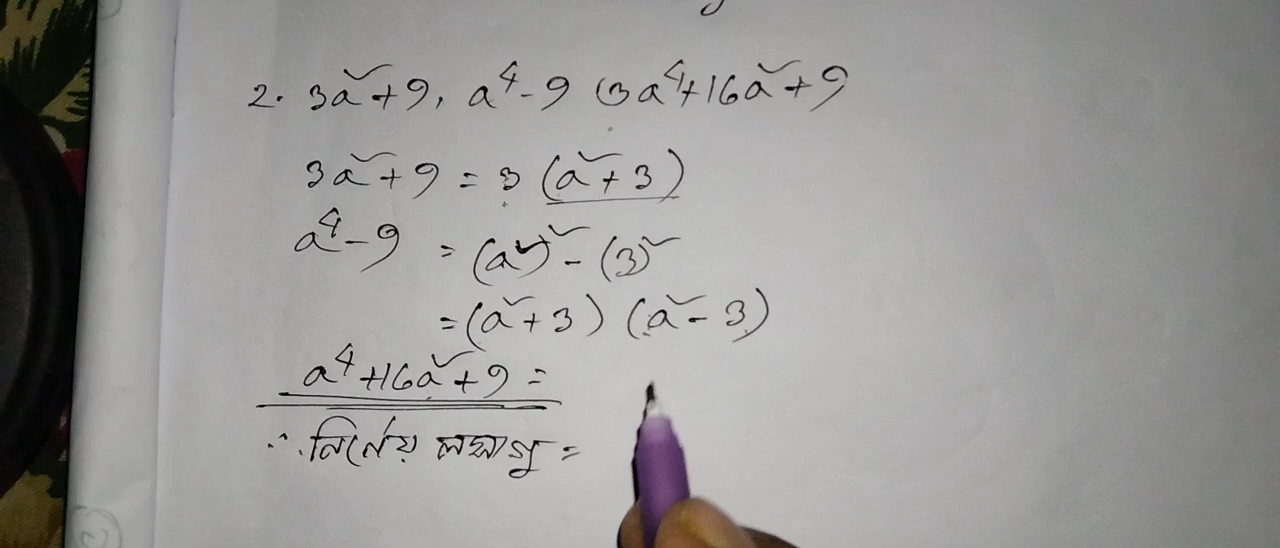 2. 3a² + 9, a⁴ - 9 ও 3a⁴ + 16a² + 9
3a² + 9 = 3 (a² + 3)
a⁴ - 9 = (a²)² - (3)²
= (a² + 3) (a² - 3)
a⁴ + 16a² + 9 =
∴ নির্ণেয় লসাগু =